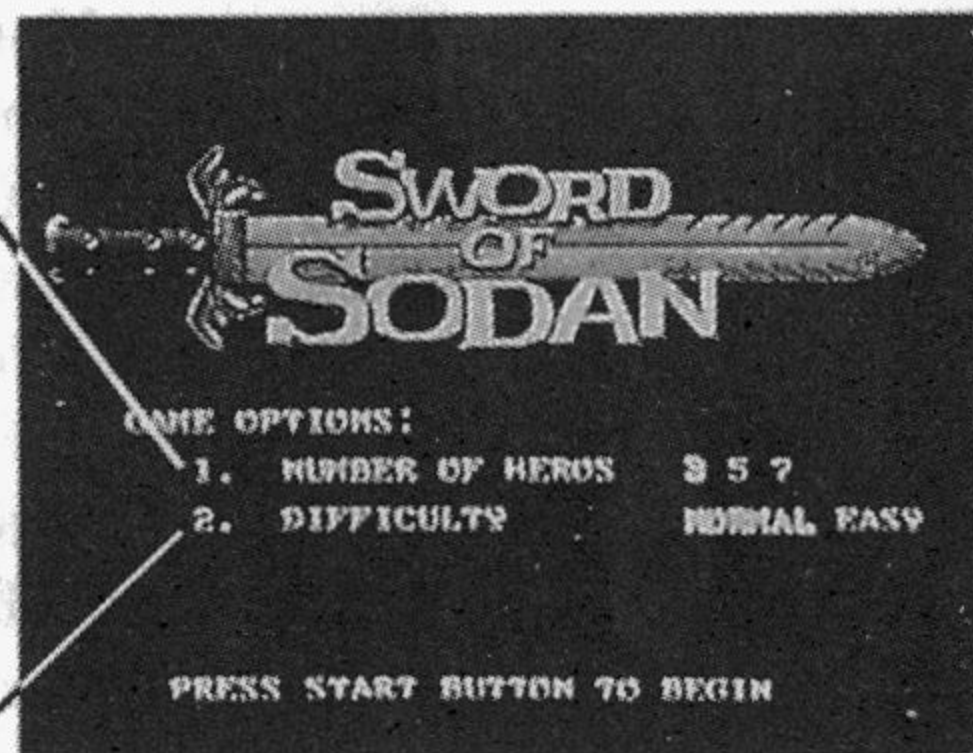 SWORD
OF
SODAN
GAME OPTIONS:
1. NUMBER OF HEROS 3 5 7
2. DIFFICULTY NORMAL EASY
PRESS START BUTTON TO BEGIN